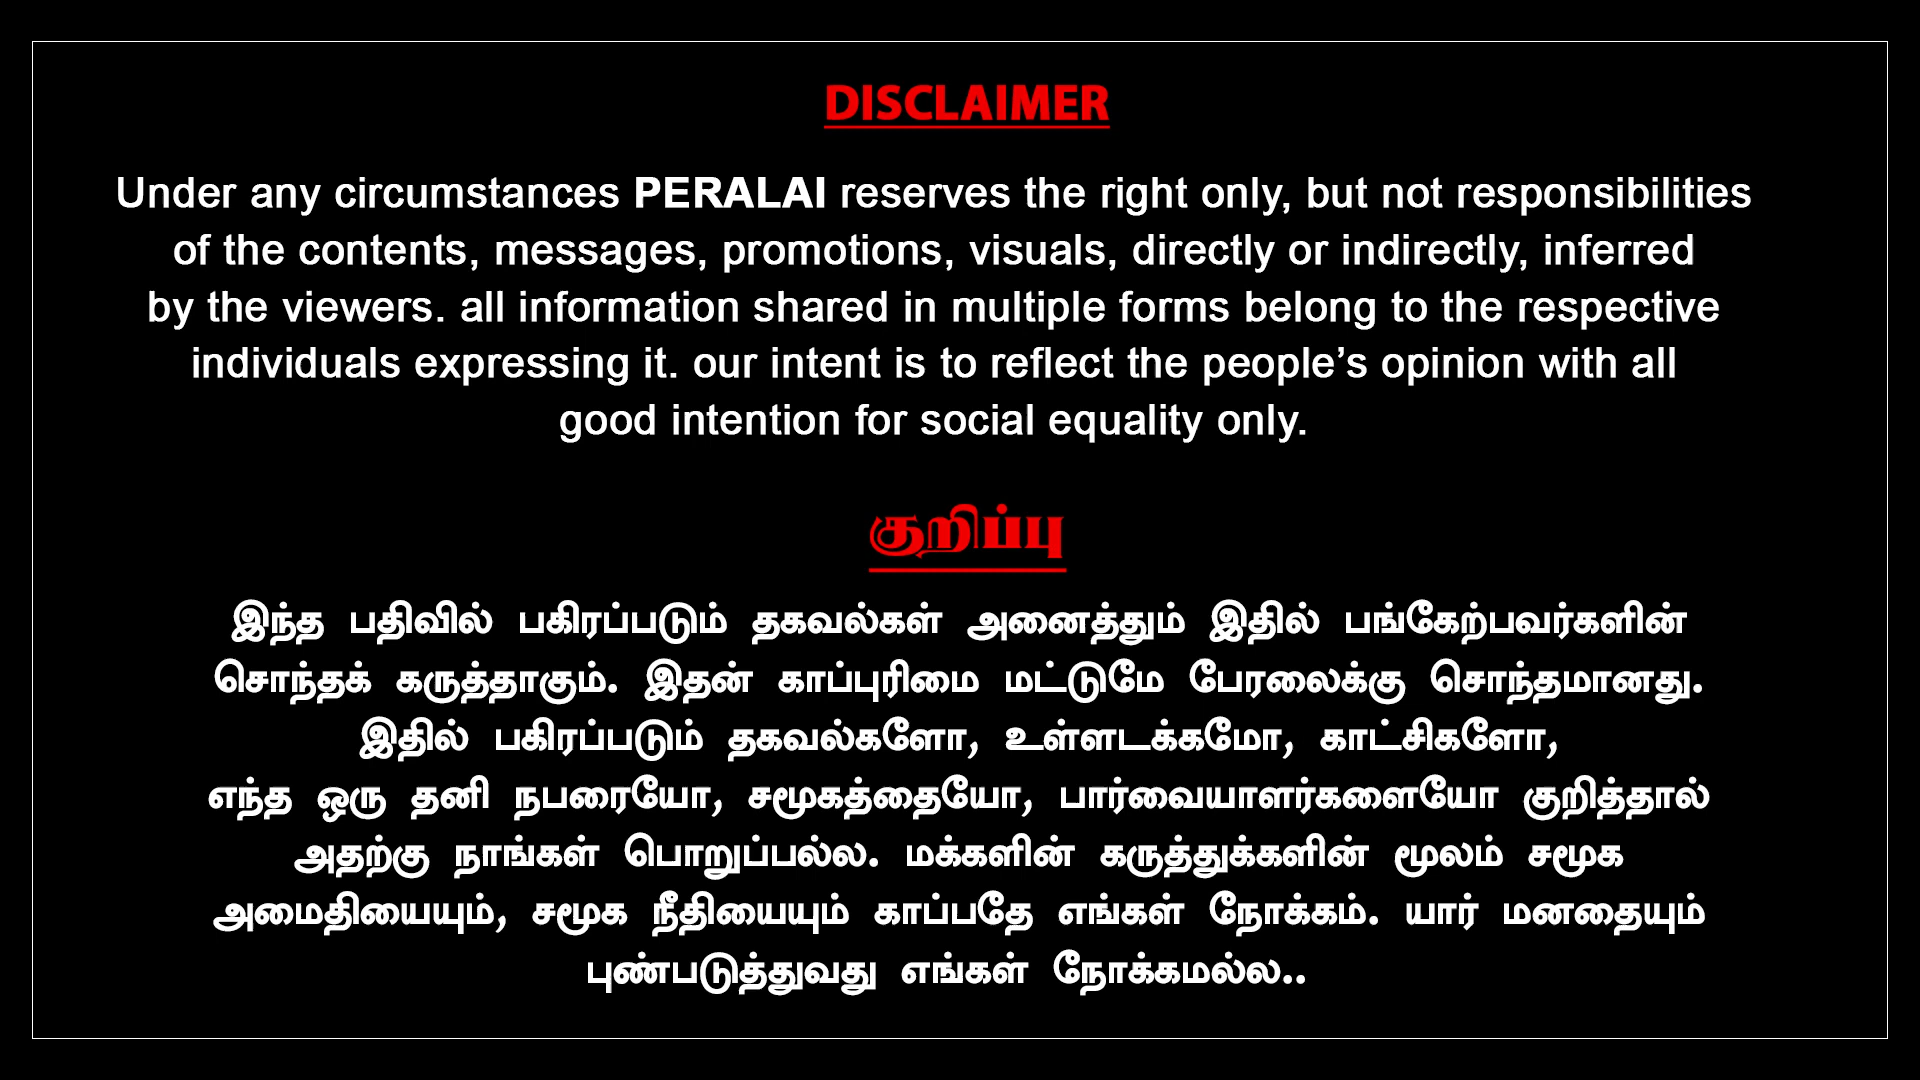 DISCLAIMER
Under any circumstances PERALAI reserves the right only, but not responsibilities
of the contents, messages, promotions, visuals, directly or indirectly, inferred
by the viewers. all information shared in multiple forms belong to the respective
individuals expressing it. our intent is to reflect the people’s opinion with all
good intention for social equality only.
குறிப்பு
இந்த பதிவில் பகிரப்படும் தகவல்கள் அனைத்தும் இதில் பங்கேற்பவர்களின்
சொந்தக் கருத்தாகும். இதன் காப்புரிமை மட்டுமே பேரலைக்கு சொந்தமானது.
இதில் பகிரப்படும் தகவல்களோ, உள்ளடக்கமோ, காட்சிகளோ,
எந்த ஒரு தனி நபரையோ, சமூகத்தையோ, பார்வையாளர்களையோ குறித்தால்
அதற்கு நாங்கள் பொறுப்பல்ல. மக்களின் கருத்துக்களின் மூலம் சமூக
அமைதியையும், சமூக நீதியையும் காப்பதே எங்கள் நோக்கம். யார் மனதையும்
புண்படுத்துவது எங்கள் நோக்கமல்ல..